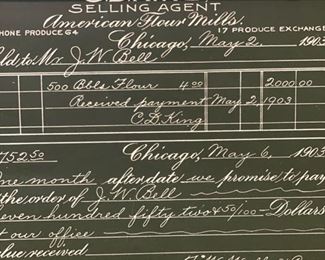 SELLING AGENT
American Flour Mills.
PHONE PRODUCE 64 17 PRODUCE EXCHANGE
Chicago, May 2, 1903
Sold to Mr J. W. Bell
500 Bbls Flour 4.00 2000.00
Received payment May 2, 1903
C.D. King
$752.50 Chicago, May 6, 1903
One month after date we promise to pay
the order of J. W. Bell
Seven hundred fifty two & 50/100 - Dollars
at our office
Value received